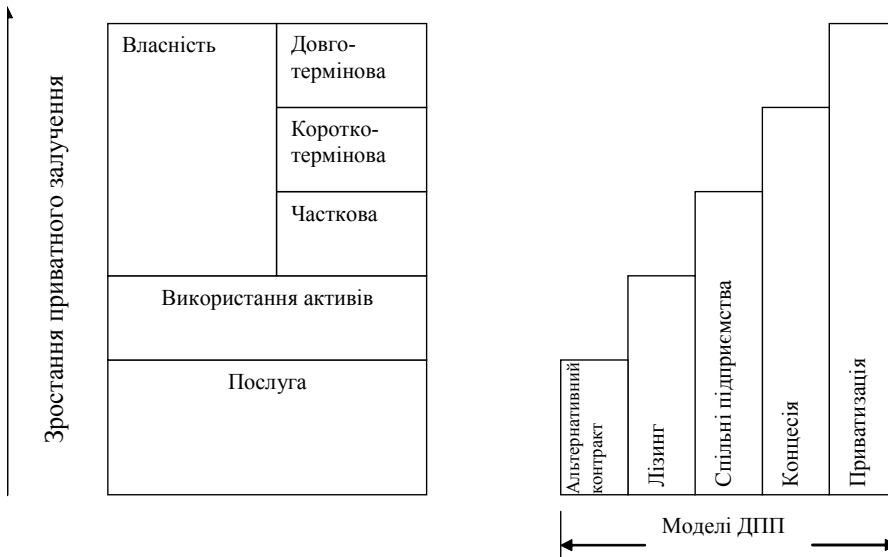 Зростання приватного залучення
Власність
Довго-
термінова
Коротко-
термінова
Часткова
Використання активів
Послуга
Альтернативний
контракт
Лізинг
Спільні підприємства
Концесія
Приватизація
Моделі ДПП